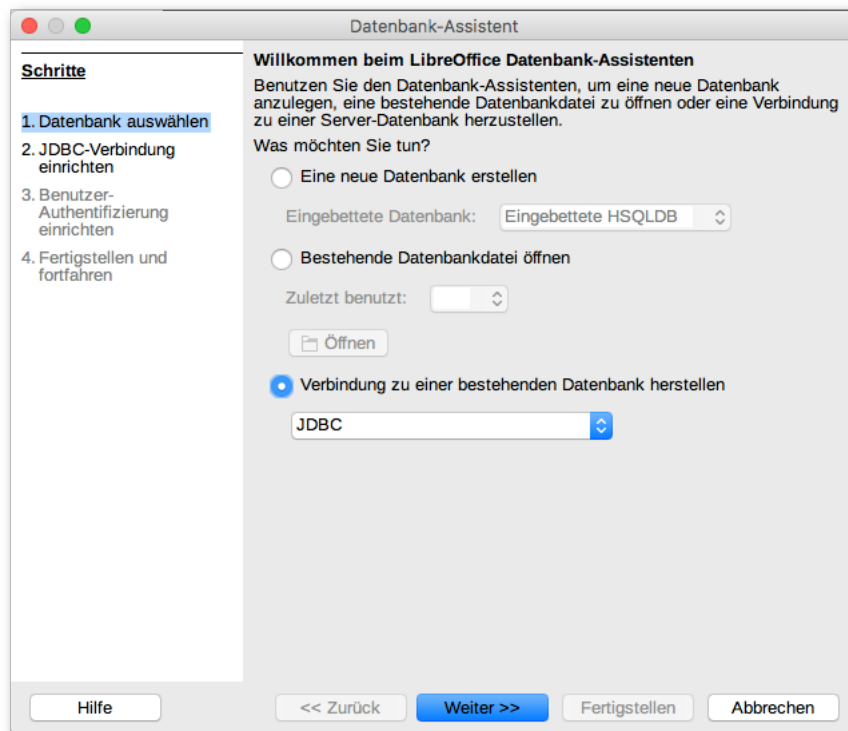 Datenbank-Assistent
Schritte
1. Datenbank auswählen
2. JDBC-Verbindung
einrichten
3. Benutzer-
Authentifizierung
einrichten
4. Fertigstellen und
fortfahren
Willkommen beim LibreOffice Datenbank-Assistenten
Benutzen Sie den Datenbank-Assistenten, um eine neue Datenbank
anzulegen, eine bestehende Datenbankdatei zu öffnen oder eine Verbindung
zu einer Server-Datenbank herzustellen.
Was möchten Sie tun?
Eine neue Datenbank erstellen
Eingebettete Datenbank: Eingebettete HSQLDB
Bestehende Datenbankdatei öffnen
Zuletzt benutzt:
Öffnen
Verbindung zu einer bestehenden Datenbank herstellen
JDBC
Hilfe << Zurück Weiter >> Fertigstellen Abbrechen